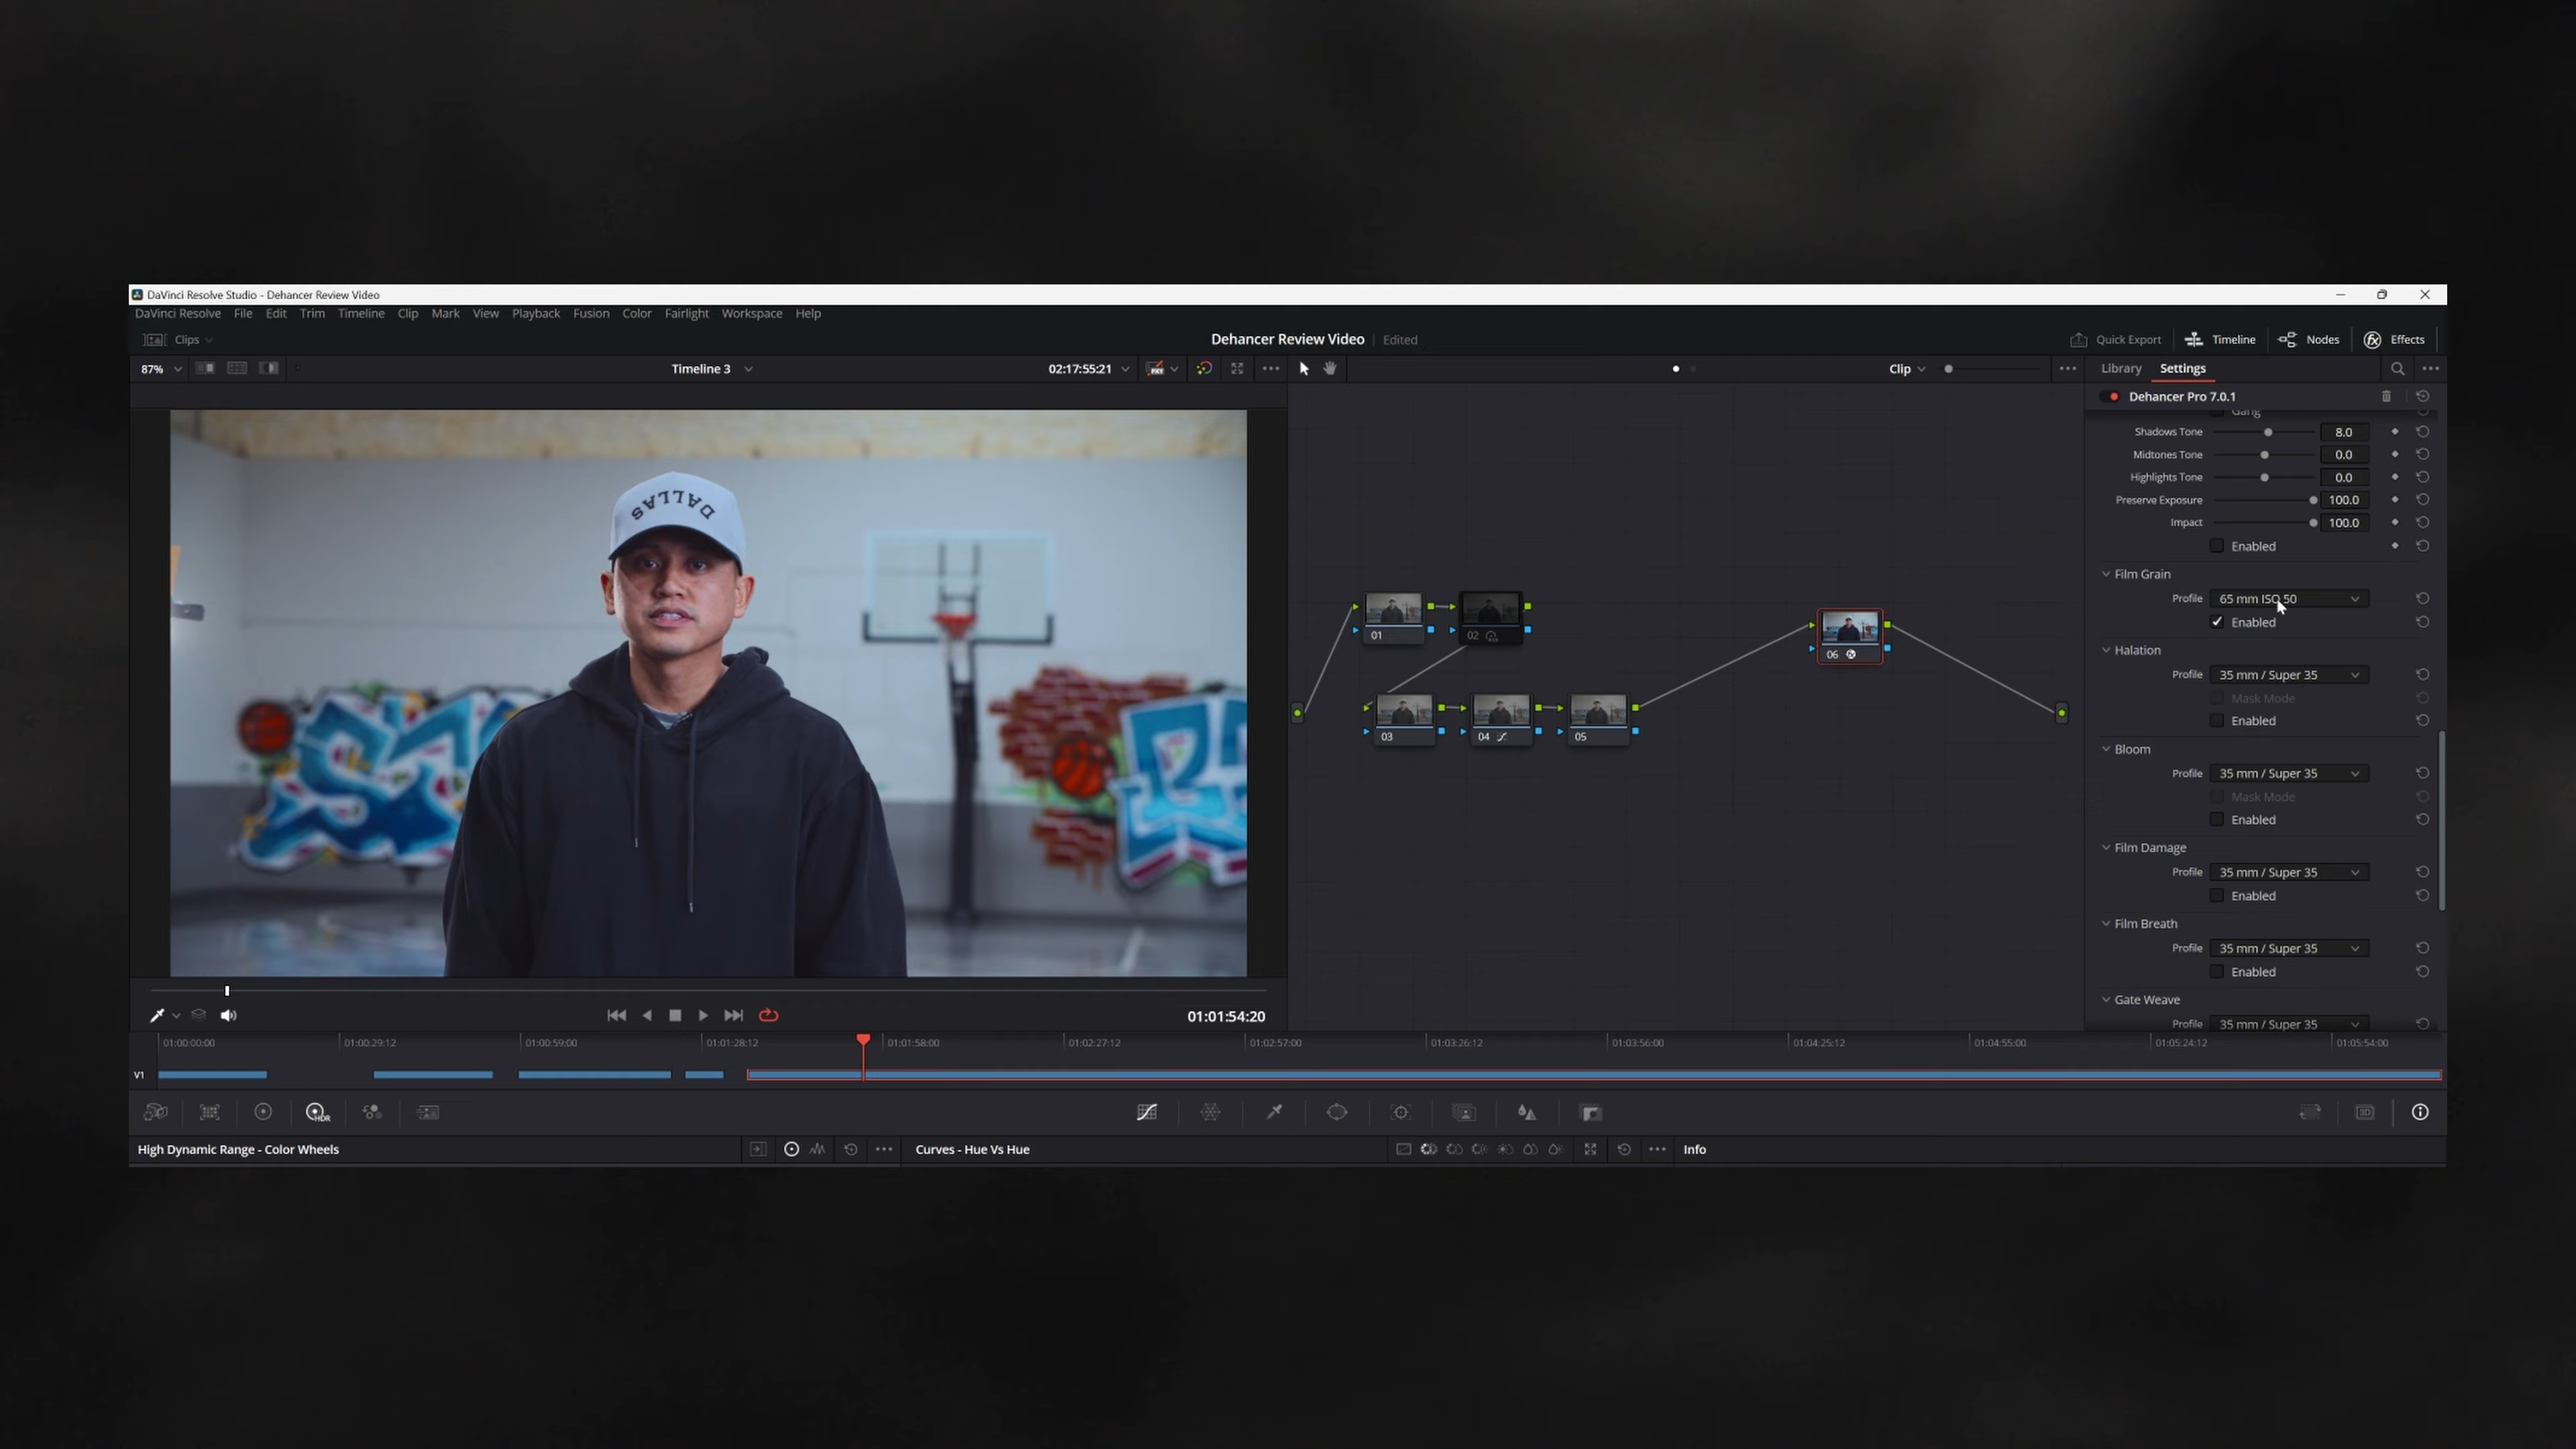 DaVinci Resolve Studio - Dehancer Review Video
DaVinci Resolve File Edit Trim Timeline Clip Mark View Playback Fusion Color Fairlight Workspace Help
Clips
Dehancer Review Video Edited
Quick Export Timeline Nodes Effects
87%
Timeline 3
02:17:55:21
Clip
Library Settings
Dehancer Pro 7.0.1
Gang
Shadows Tone 8.0
Midtones Tone 0.0
Highlights Tone 0.0
Preserve Exposure 100.0
Impact 100.0
Enabled
Film Grain
Profile 65 mm ISO 50
Enabled
Halation
Profile 35 mm / Super 35
Mask Mode
Enabled
Bloom
Profile 35 mm / Super 35
Mask Mode
Enabled
Film Damage
Profile 35 mm / Super 35
Enabled
Film Breath
Profile 35 mm / Super 35
Enabled
Gate Weave
Profile 35 mm / Super 35
DALLAS
01
02
03
04
05
06
01:01:54:20
01:00:00:00 01:00:29:12 01:00:59:00 01:01:28:12 01:01:58:00 01:02:27:12 01:02:57:00 01:03:26:12 01:03:56:00 01:04:25:12 01:04:55:00 01:05:24:12 01:05:54:00
V1
HDR
3D
High Dynamic Range - Color Wheels
Curves - Hue Vs Hue
Info